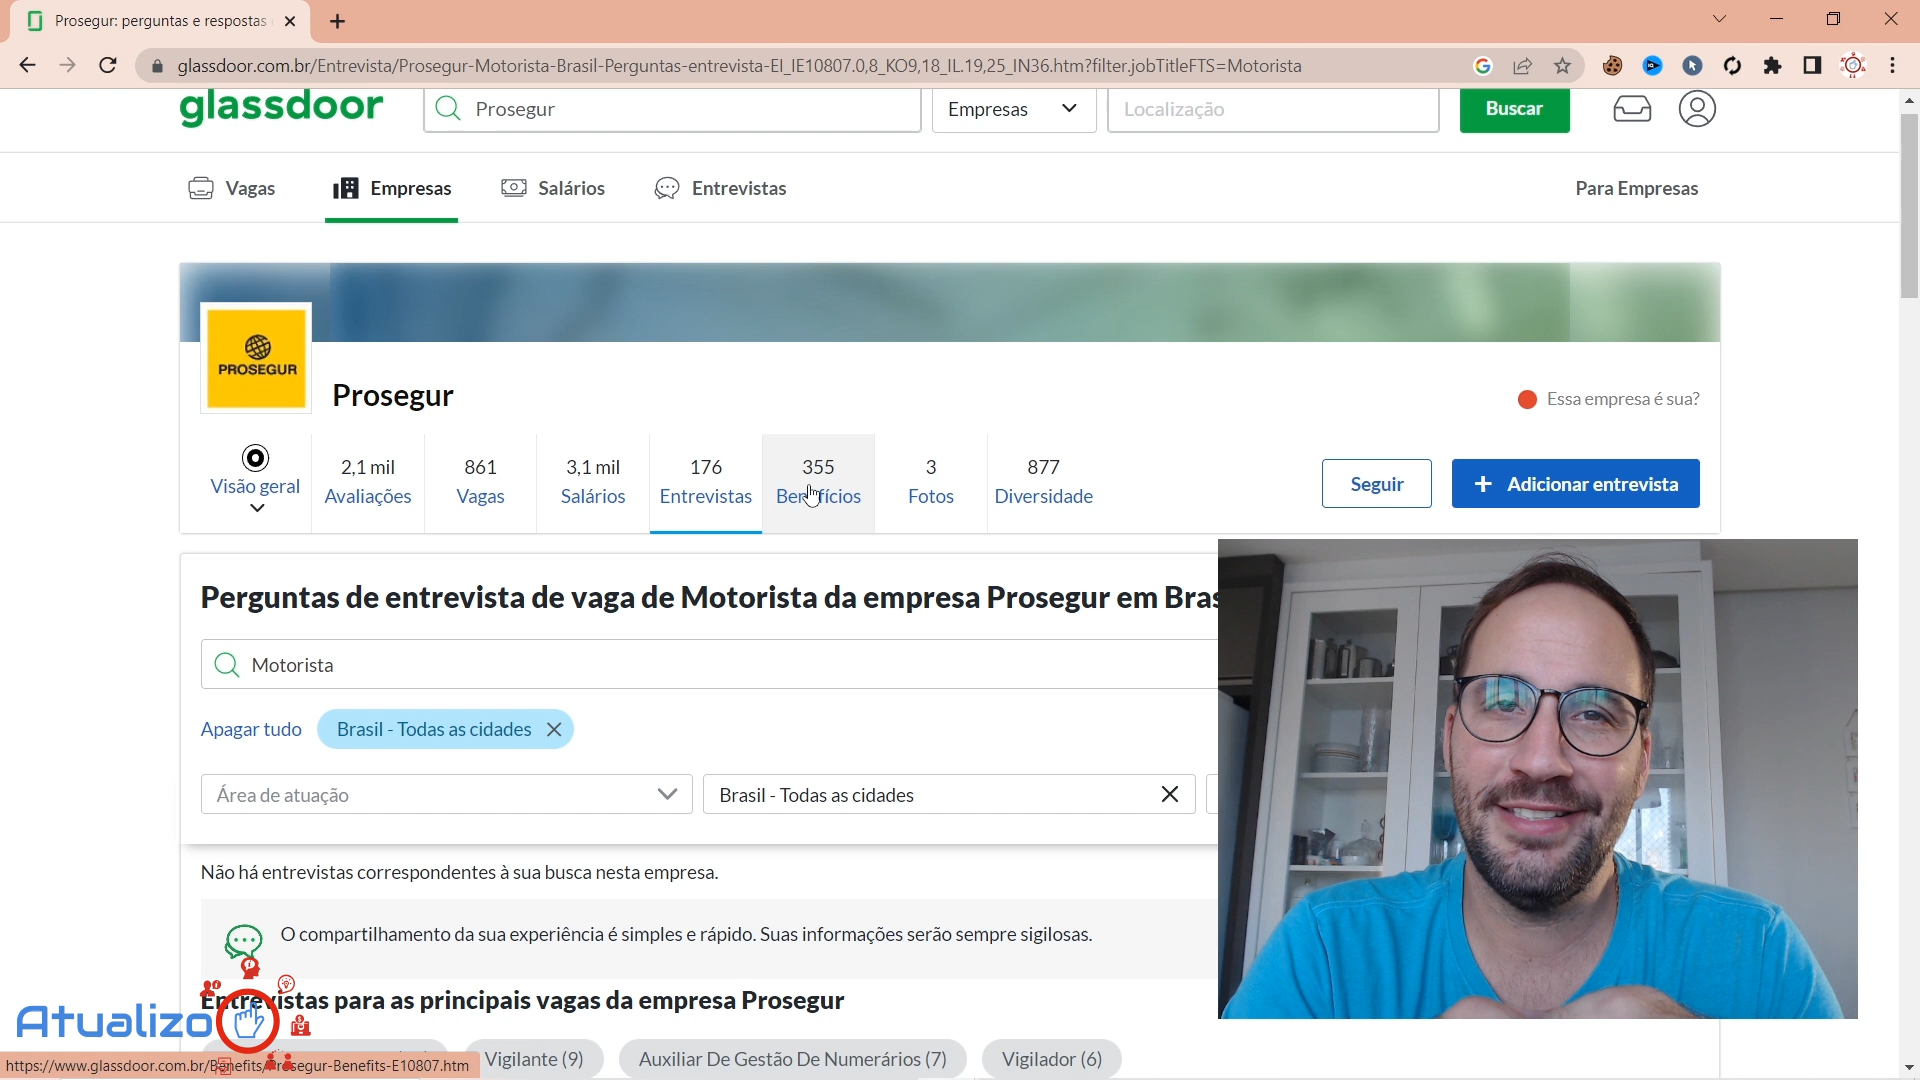 Prosegur: perguntas e respostas
glassdoor.com.br/Entrevista/Prosegur-Motorista-Brasil-Perguntas-entrevista-EI_IE10807.0,8_KO9,18_IL.19,25_IN36.htm?filter.jobTitleFTS=Motorista
glassdoor
Prosegur
Empresas
Localização
Buscar
Vagas
Empresas
Salários
Entrevistas
Para Empresas
PROSEGUR
Prosegur
Essa empresa é sua?
Visão geral
2,1 mil
Avaliações
861
Vagas
3,1 mil
Salários
176
Entrevistas
355
Benefícios
3
Fotos
877
Diversidade
Seguir
+ Adicionar entrevista
Perguntas de entrevista de vaga de Motorista da empresa Prosegur em Bras
Motorista
Apagar tudo
Brasil - Todas as cidades
Área de atuação
Brasil - Todas as cidades
Não há entrevistas correspondentes à sua busca nesta empresa.
O compartilhamento da sua experiência é simples e rápido. Suas informações serão sempre sigilosas.
Entrevistas para as principais vagas da empresa Prosegur
Atualizo
Vigilante (9)
Auxiliar De Gestão De Numerários (7)
Vigilador (6)
https://www.glassdoor.com.br/Benefits/Prosegur-Benefits-E10807.htm